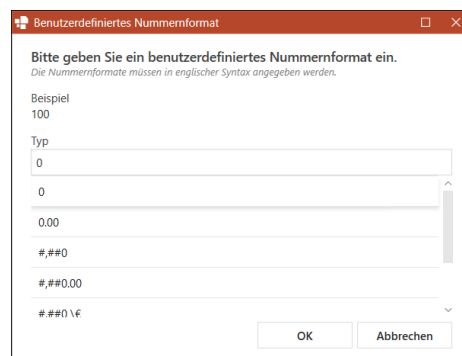 Benutzerdefiniertes Nummernformat
Bitte geben Sie ein benutzerdefiniertes Nummernformat ein.
Die Nummernformate müssen in englischer Syntax angegeben werden.
Beispiel
100
Typ
0
0
0.00
#,##0
#,##0.00
#,##0 \€
OK Abbrechen